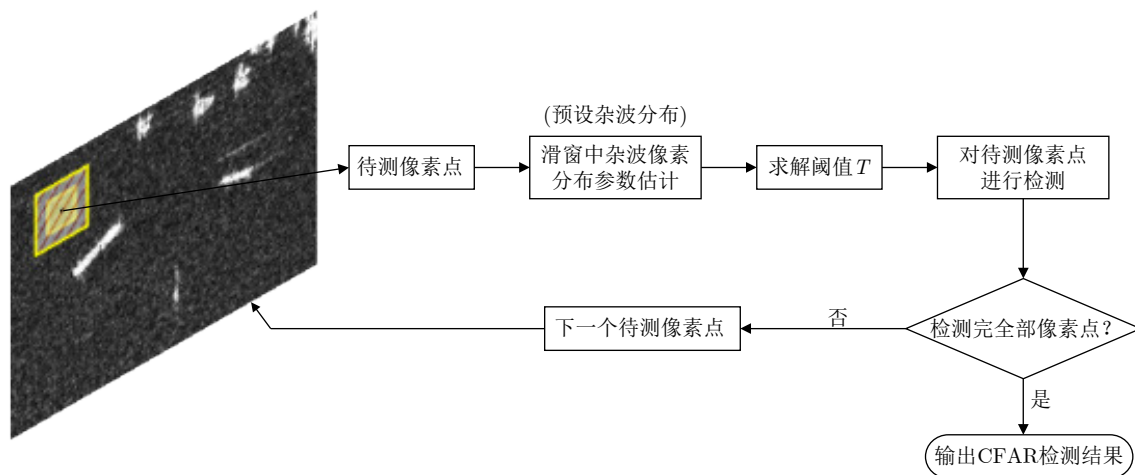 (预设杂波分布)
待测像素点
滑窗中杂波像素
分布参数估计
求解阈值T
对待测像素点
进行检测
检测完全部像素点？
否
下一个待测像素点
是
输出CFAR检测结果